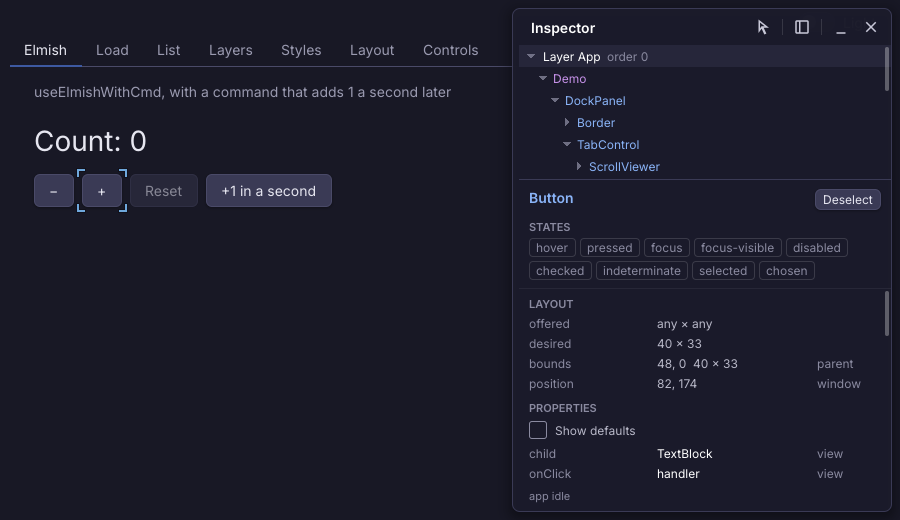 Elmish Load List Layers Styles Layout Controls
useElmishWithCmd, with a command that adds 1 a second later
Count: 0
− + Reset +1 in a second
Inspector
Layer App order 0
Demo
DockPanel
Border
TabControl
ScrollViewer
Button Deselect
STATES
hover pressed focus focus-visible disabled
checked indeterminate selected chosen
LAYOUT
offered any × any
desired 40 × 33
bounds 48, 0 40 × 33 parent
position 82, 174 window
PROPERTIES
Show defaults
child TextBlock view
onClick handler view
app idle